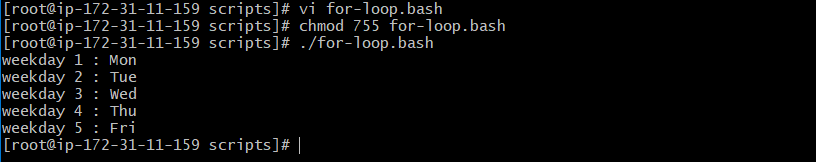 [root@ip-172-31-11-159 scripts]# vi for-loop.bash
[root@ip-172-31-11-159 scripts]# chmod 755 for-loop.bash
[root@ip-172-31-11-159 scripts]# ./for-loop.bash
weekday 1 : Mon
weekday 2 : Tue
weekday 3 : Wed
weekday 4 : Thu
weekday 5 : Fri
[root@ip-172-31-11-159 scripts]#